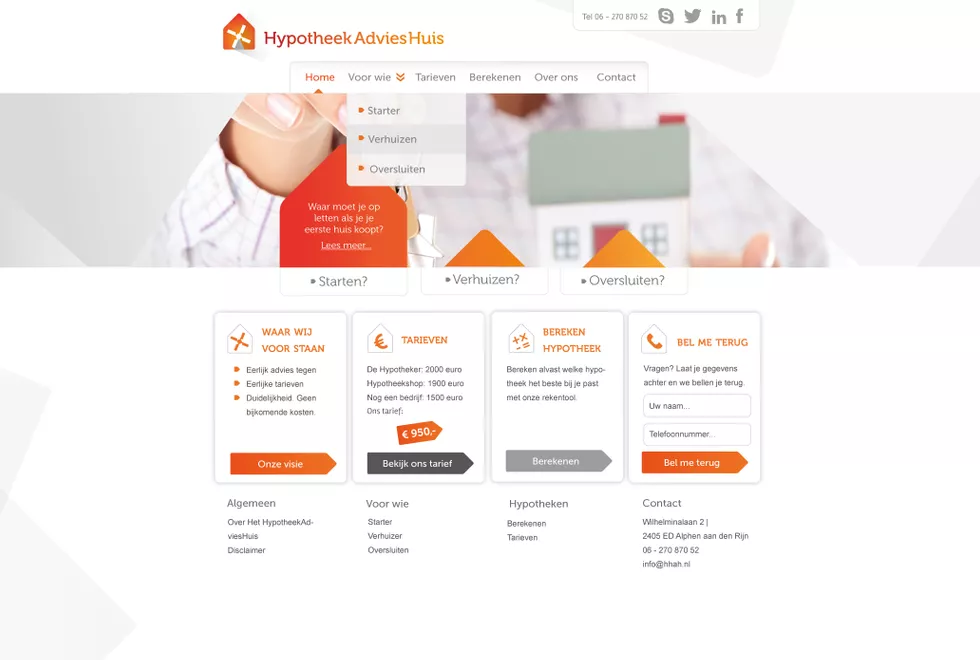 Tel 06 - 270 870 52
Hypotheek Advies Huis
Home Voor wie Tarieven Berekenen Over ons Contact
Starter
Verhuizen
Oversluiten
Waar moet je op
letten als je je
eerste huis koopt?
Lees meer...
Starten?
Verhuizen?
Oversluiten?
WAAR WIJ
VOOR STAAN
Eerlijk advies tegen
Eerlijke tarieven
Duidelijkheid Geen
bijkomende kosten.
Onze visie
TARIEVEN
De Hypotheker: 2000 euro
Hypotheekshop: 1900 euro
Nog een bedrijf: 1500 euro
Ons tarief:
€ 950,-
Bekijk ons tarief
BEREKEN
HYPOTHEEK
Bereken alvast welke hypo-
theek het beste bij je past
met onze rekentool.
Berekenen
BEL ME TERUG
Vragen? Laat je gegevens
achter en we bellen je terug.
Uw naam...
Telefoonnummer...
Bel me terug
Algemeen
Over Het HypotheekAd-
viesHuis
Disclaimer
Voor wie
Starter
Verhuizer
Oversluiten
Hypotheken
Berekenen
Tarieven
Contact
Wilhelminalaan 2 |
2405 ED Alphen aan den Rijn
06 - 270 870 52
info@hhah.nl